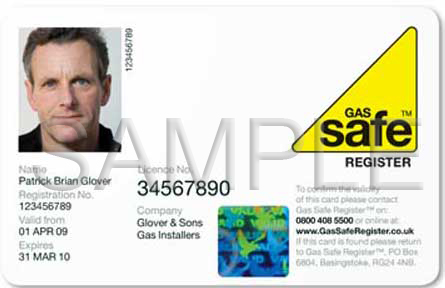 123456789
GAS
safe™
REGISTER
SAMPLE
Name
Patrick Brian Glover
Registration No.
123456789
Valid from
01 APR 09
Expires
31 MAR 10
Licence No.
34567890
Company
Glover & Sons
Gas Installers
VALID
To confirm the validity
of this card please contact
Gas Safe Register™ on:
0800 408 5500 or online at:
www.GasSafeRegister.co.uk
If this card is found please return
to Gas Safe Register™, PO Box
6804, Basingstoke, RG24 4NB.